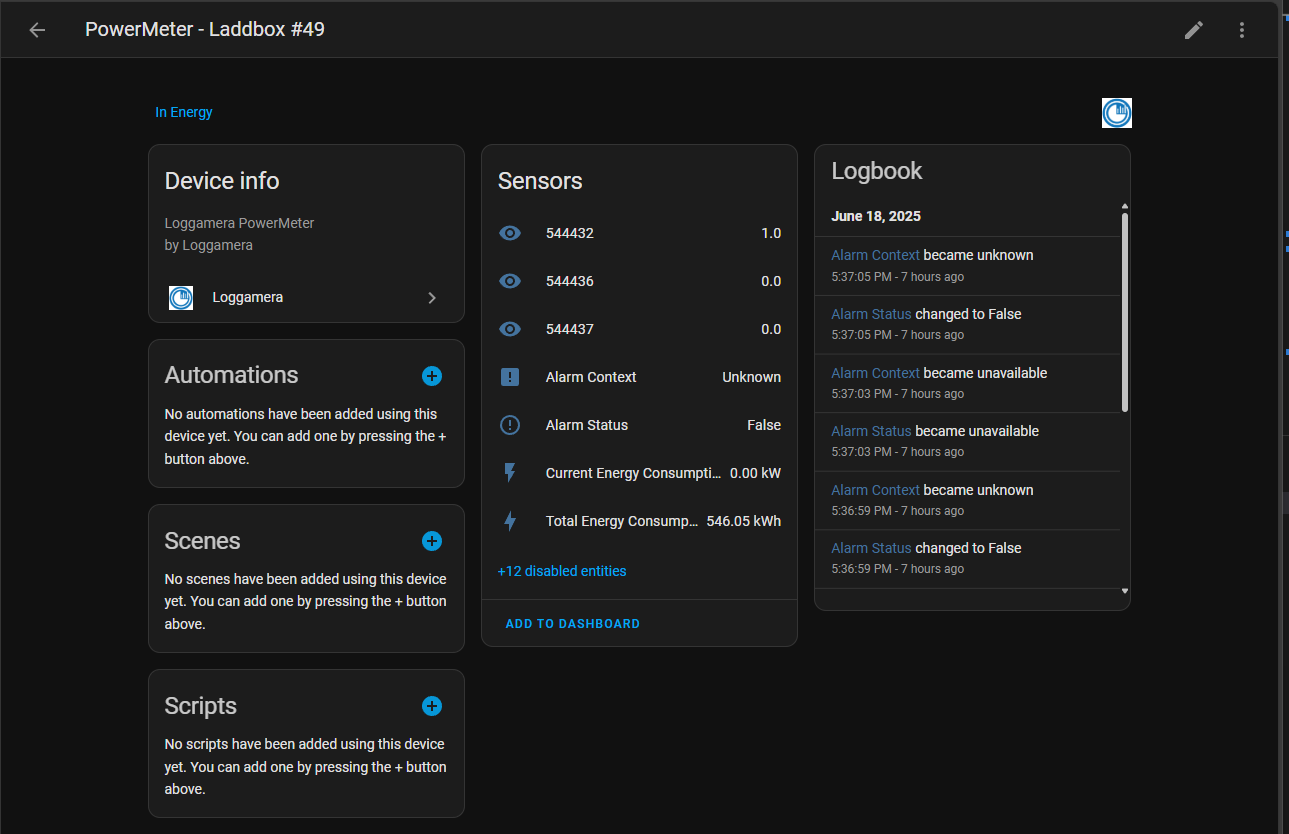 PowerMeter - Laddbox #49
In Energy
Device info
Loggamera PowerMeter
by Loggamera
Loggamera
Automations
No automations have been added using this
device yet. You can add one by pressing the +
button above.
Scenes
No scenes have been added using this device
yet. You can add one by pressing the + button
above.
Scripts
No scripts have been added using this device
yet. You can add one by pressing the + button
above.
Sensors
544432 1.0
544436 0.0
544437 0.0
Alarm Context Unknown
Alarm Status False
Current Energy Consumpti... 0.00 kW
Total Energy Consump... 546.05 kWh
+12 disabled entities
ADD TO DASHBOARD
Logbook
June 18, 2025
Alarm Context became unknown
5:37:05 PM - 7 hours ago
Alarm Status changed to False
5:37:05 PM - 7 hours ago
Alarm Context became unavailable
5:37:03 PM - 7 hours ago
Alarm Status became unavailable
5:37:03 PM - 7 hours ago
Alarm Context became unknown
5:36:59 PM - 7 hours ago
Alarm Status changed to False
5:36:59 PM - 7 hours ago